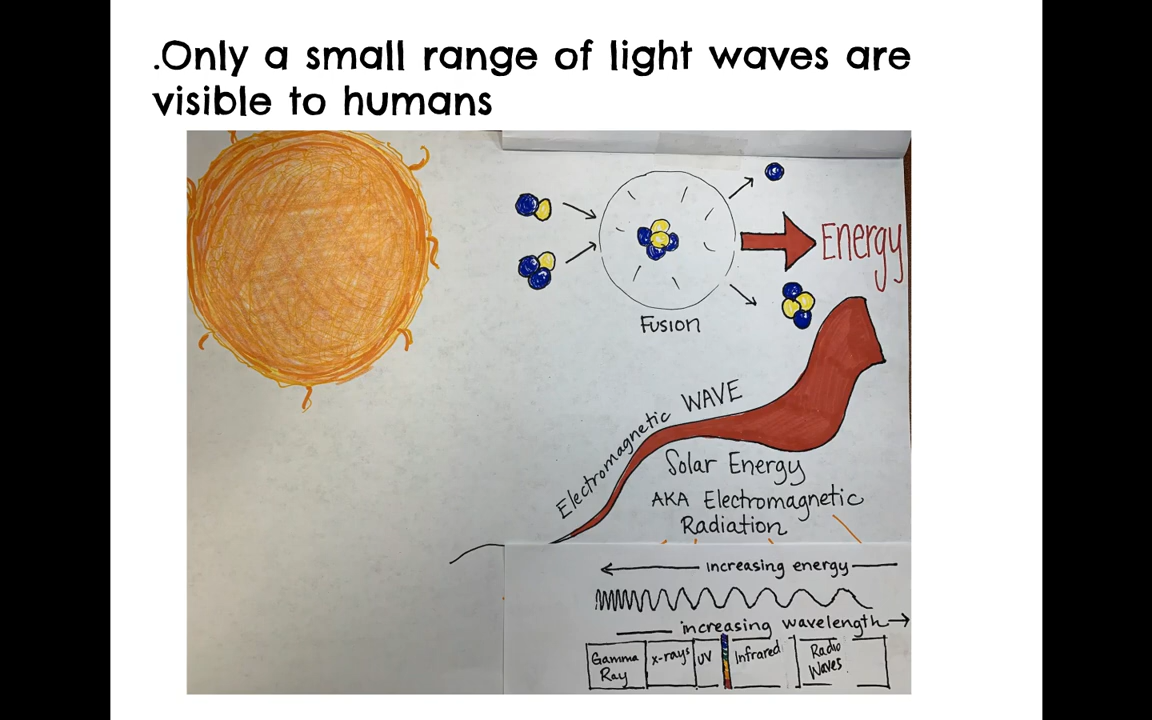 .Only a small range of light waves are
visible to humans
Energy
Fusion
Electromagnetic WAVE
Solar Energy
AKA Electromagnetic
Radiation
increasing energy
increasing wavelength
Gamma
Ray
x-rays
UV
Infrared
Radio
Waves